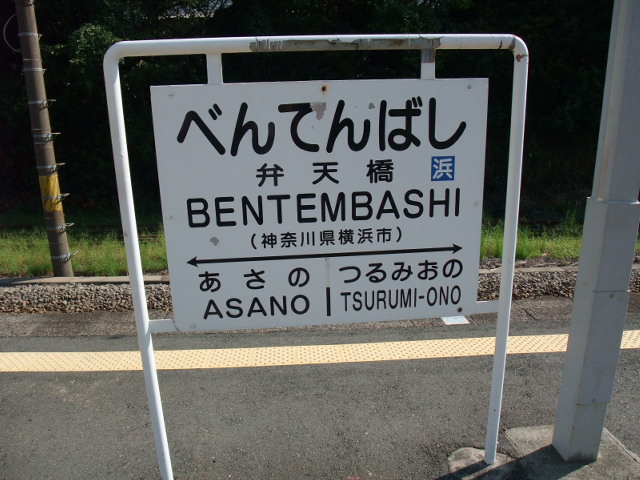 べんてんばし
弁天橋 浜
BENTEMBASHI
(神奈川県横浜市)
あさの つるみおの
ASANO TSURUMI-ONO